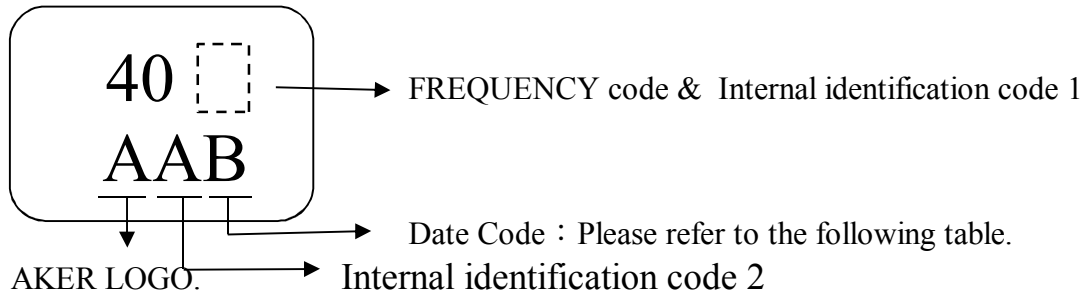 40
FREQUENCY code & Internal identification code 1
AAB
Date Code：Please refer to the following table.
AKER LOGO.
Internal identification code 2